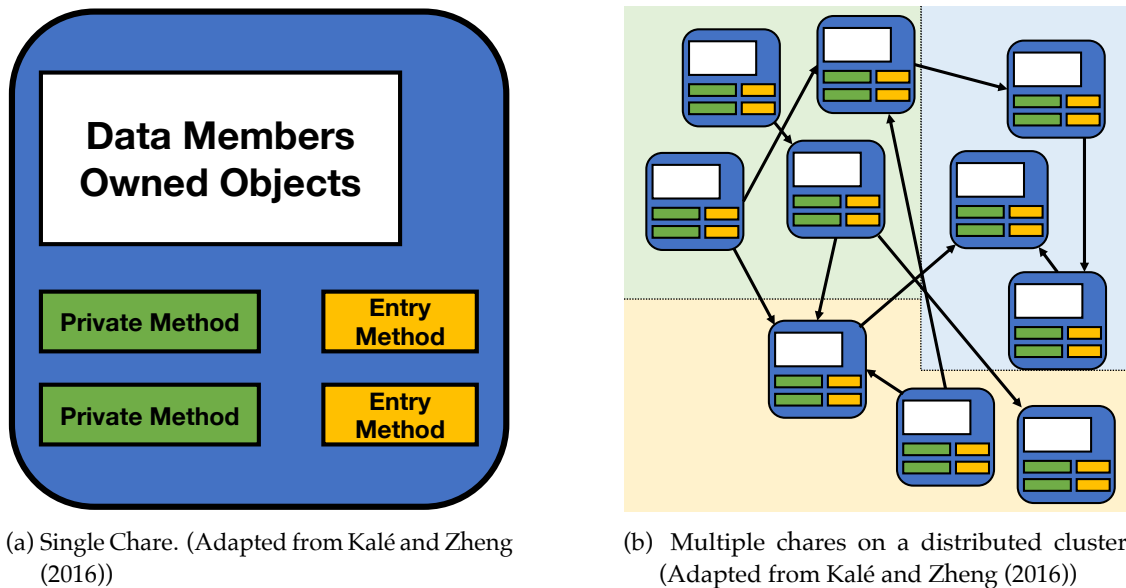 Data Members
Owned Objects
Private Method
Entry
Method
Private Method
Entry
Method
(a) Single Chare. (Adapted from Kalé and Zheng
(2016))
(b) Multiple chares on a distributed cluster
(Adapted from Kalé and Zheng (2016))